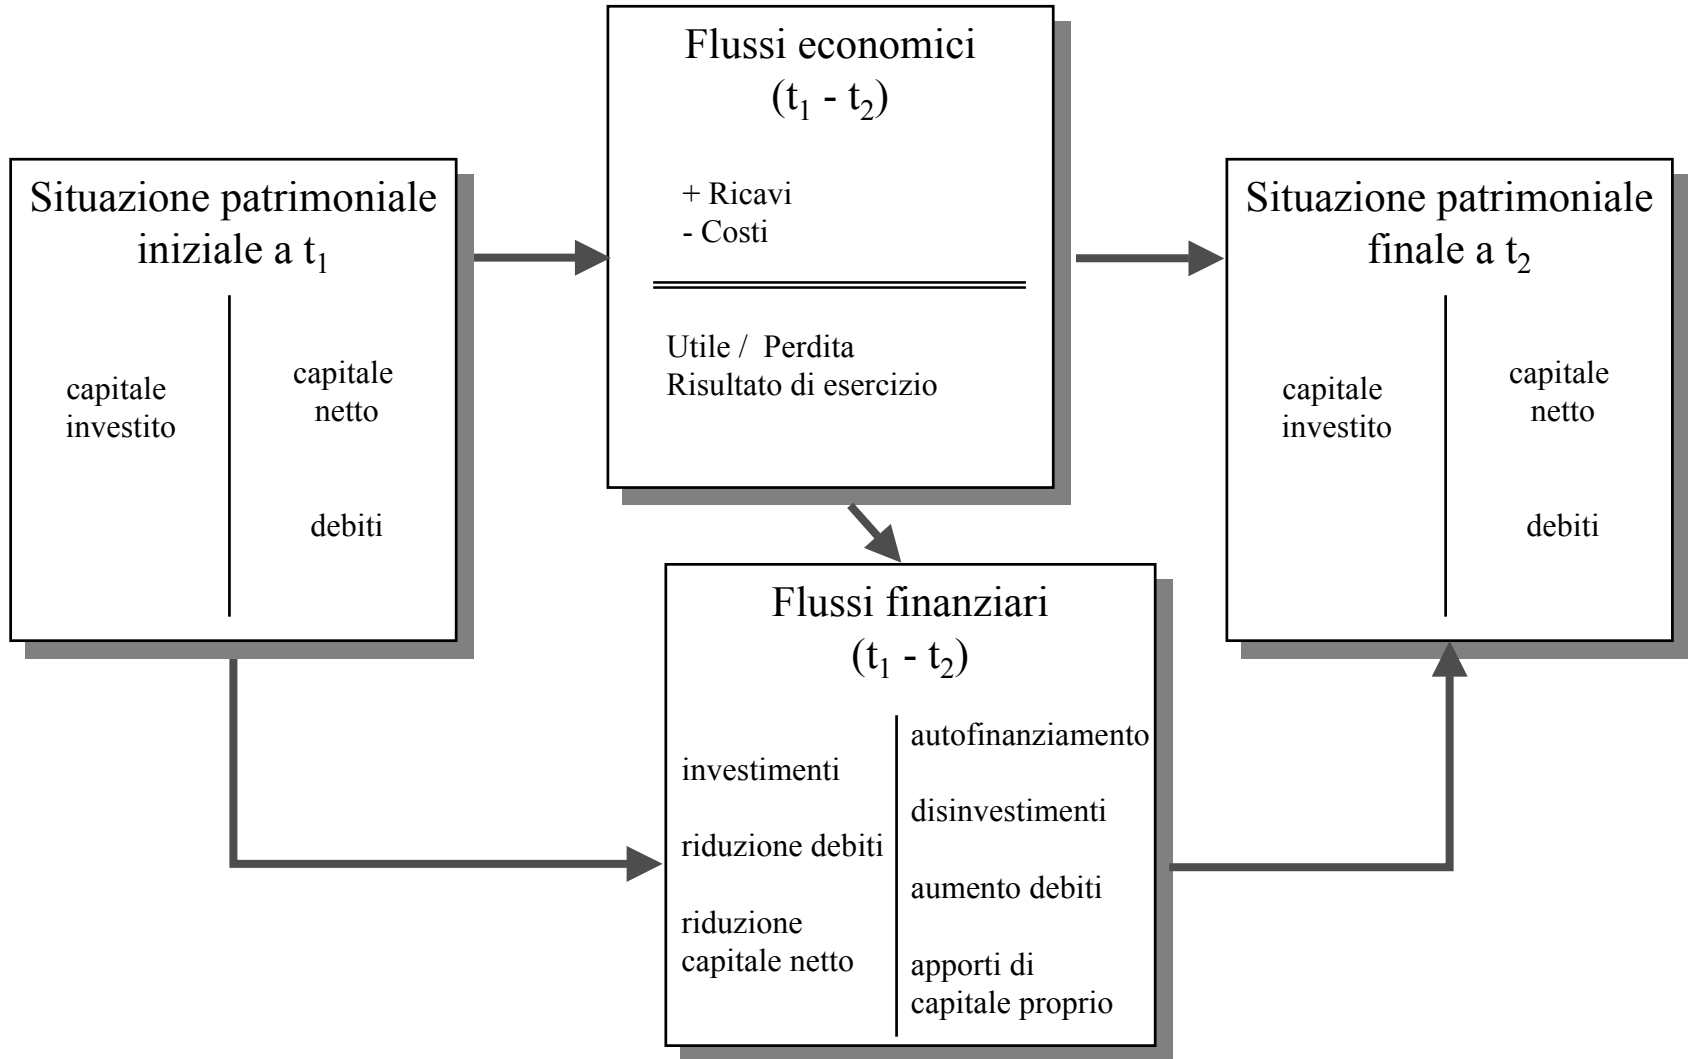 Flussi economici
(t₁ - t₂)
+ Ricavi
- Costi
Utile / Perdita
Risultato di esercizio
Situazione patrimoniale
iniziale a t₁
capitale
investito
capitale
netto
debiti
Situazione patrimoniale
finale a t₂
capitale
investito
capitale
netto
debiti
Flussi finanziari
(t₁ - t₂)
investimenti
riduzione debiti
riduzione
capitale netto
autofinanziamento
disinvestimenti
aumento debiti
apporti di
capitale proprio